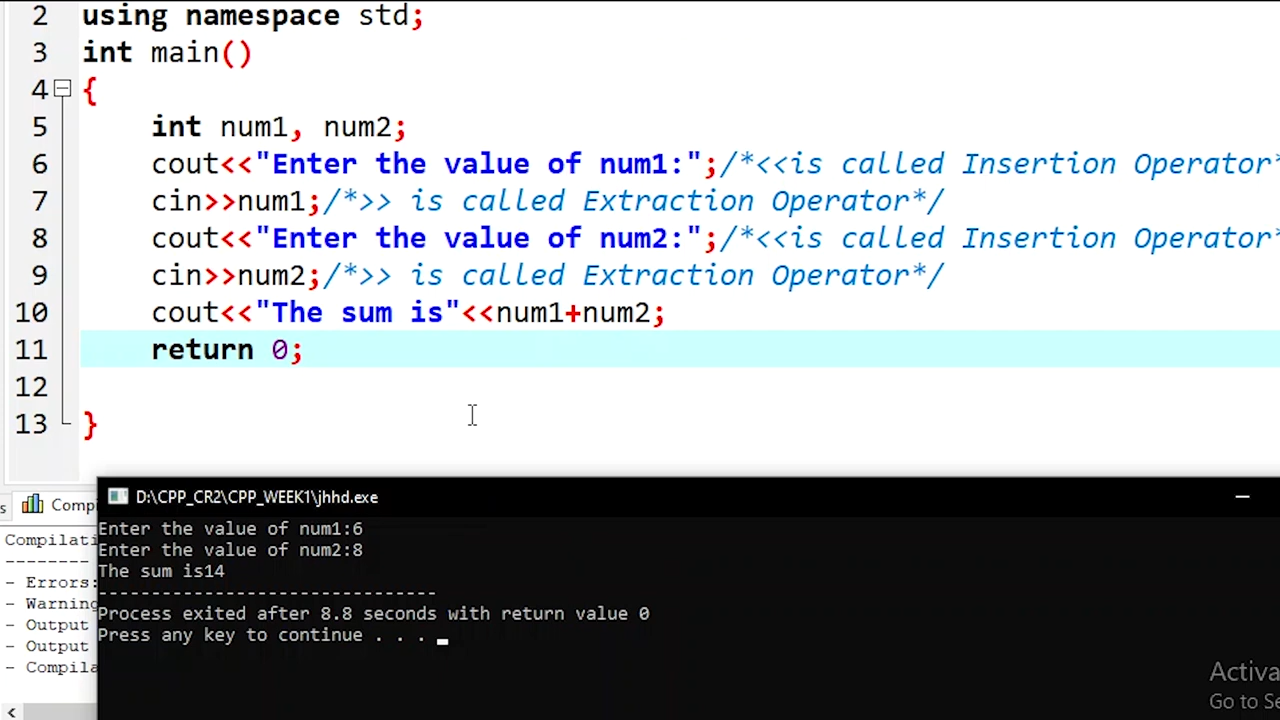 2 using namespace std;
3 int main()
4 {
5 int num1, num2;
6 cout<<"Enter the value of num1:";/*<<is called Insertion Operator*
7 cin>>num1;/*>> is called Extraction Operator*/
8 cout<<"Enter the value of num2:";/*<<is called Insertion Operator*
9 cin>>num2;/*>> is called Extraction Operator*/
10 cout<<"The sum is"<<num1+num2;
11 return 0;
12
13 }
s Compi
Compilati
--------
- Errors:
- Warning
- Output
- Output
- Compila
D:\CPP_CR2\CPP_WEEK1\jhhd.exe
Enter the value of num1:6
Enter the value of num2:8
The sum is14
--------------------------------
Process exited after 8.8 seconds with return value 0
Press any key to continue . . .
Activa
Go to Se